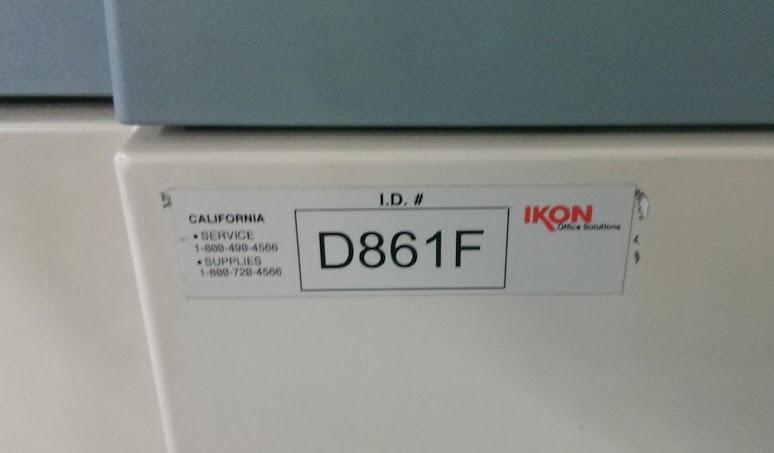 I.D. #
CALIFORNIA
• SERVICE
1-800-490-4566
• SUPPLIES
1-800-720-4566
D861F
IKON
Office Solutions